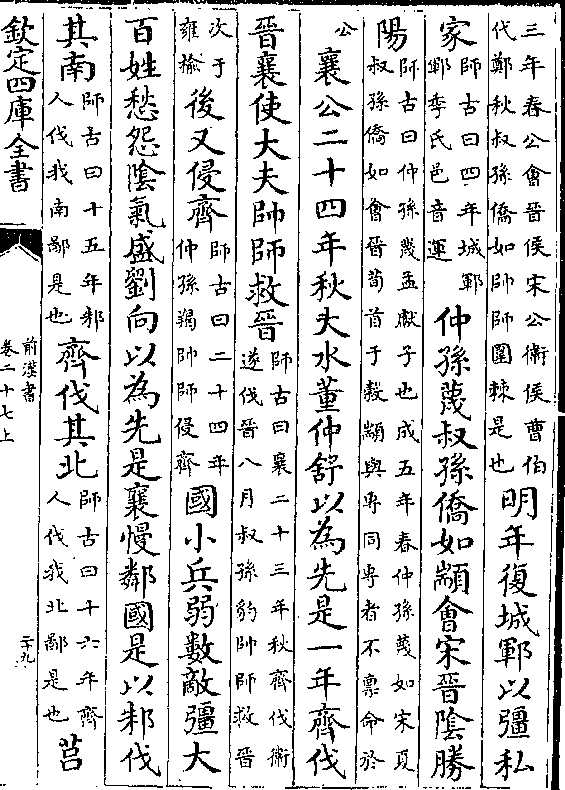 三年春公會晉侯宋公衛侯曹伯
代鄭秋叔孫僑如帥師圍棘是也明年復城鄆以彊私
家師古曰四年城鄆
鄆季氏邑音運仲孫蔑叔孫僑如顓會宋晉陰勝
陽師古曰仲孫蔑孟獻子也成五年春仲孫蔑如宋夏
叔孫僑如會晉荀首于榖顓與専同専者不禀命於
公
襄公二十四年秋大水董仲舒以為先是一年齊伐
晉襄使大夫帥師救晉師古曰襄二十三年秋齊伐衛
遂伐晉八月叔孫豹帥師救晉
次于
雍榆後又侵齊師古曰二十四年
仲孫羯帥師侵齊國小兵弱數敵彊大
百姓愁怨陰氣盛劉向以為先是襄慢鄰國是以邾伐
其南師古曰十五年邾
人伐我南鄙是也齊伐其北師古曰十六年齊
人伐我北鄙是也莒
欽定四庫全書
前漢書
卷二十七上
二十九